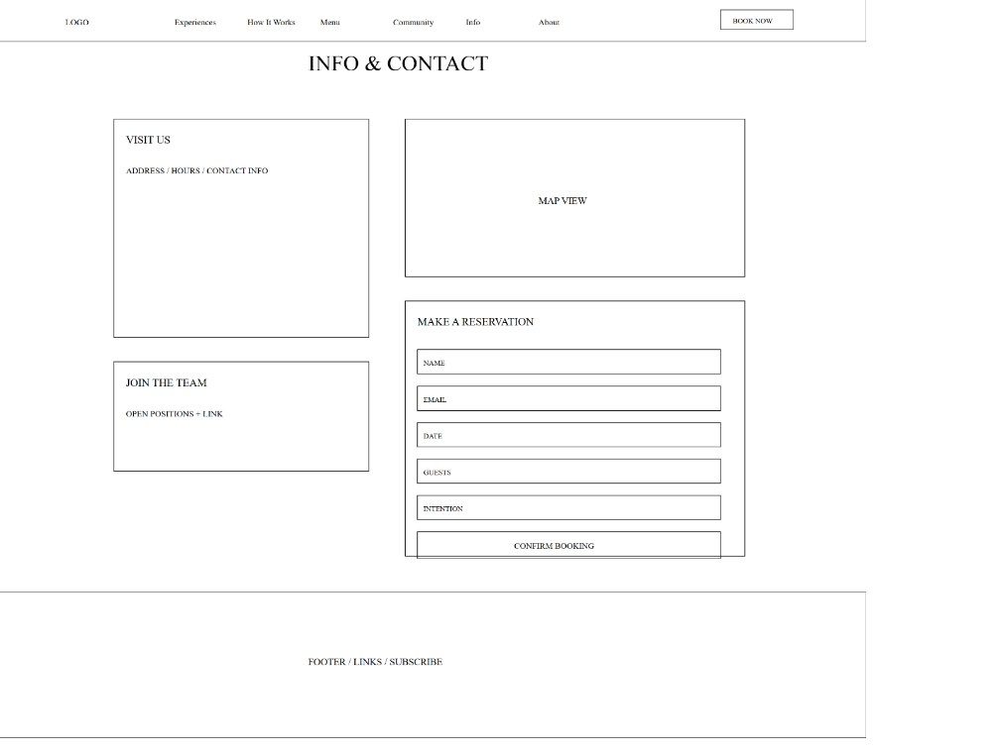 LOGO Experiences How It Works Menu Community Info About BOOK NOW
INFO & CONTACT
VISIT US
ADDRESS / HOURS / CONTACT INFO
JOIN THE TEAM
OPEN POSITIONS + LINK
MAP VIEW
MAKE A RESERVATION
NAME
EMAIL
DATE
GUESTS
INTENTION
CONFIRM BOOKING
FOOTER / LINKS / SUBSCRIBE